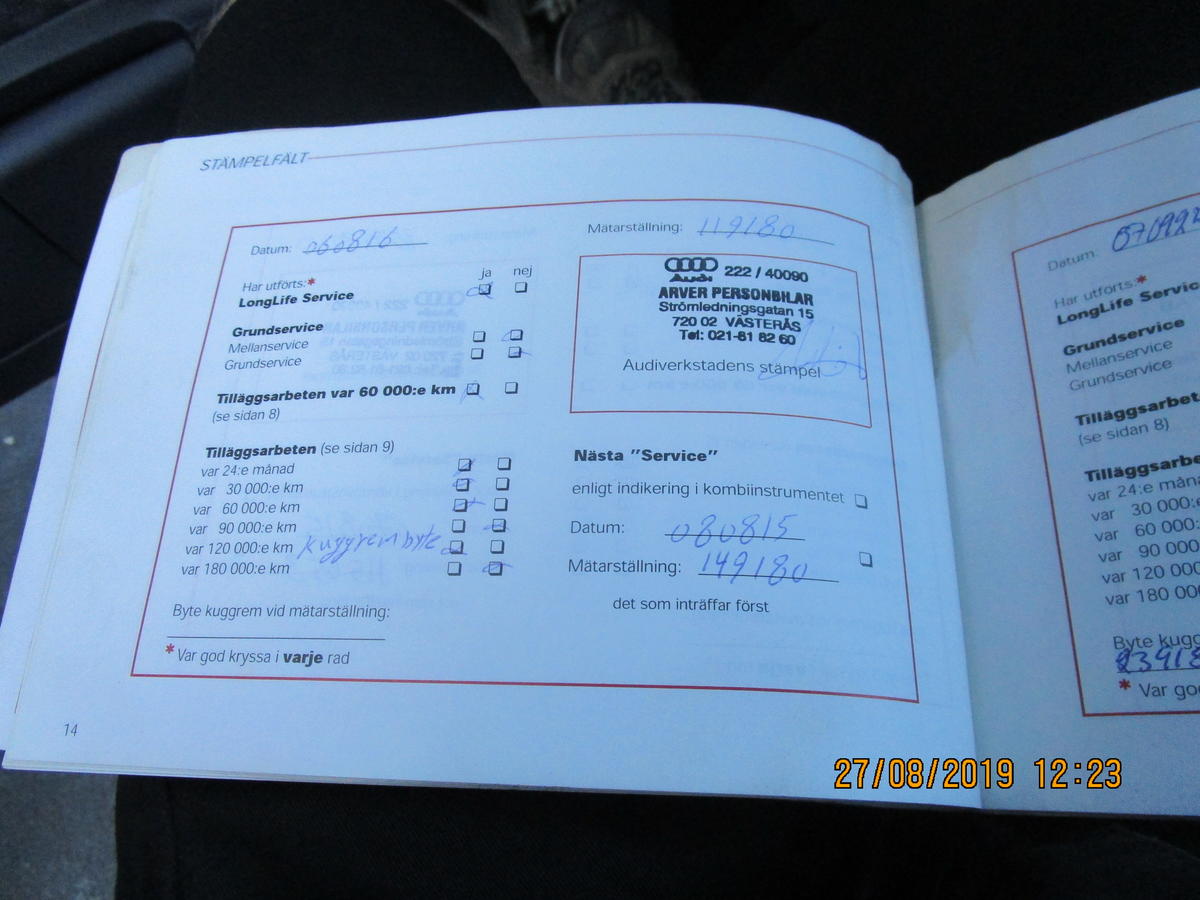 STÄMPELFÄLT
Datum: 060816
Mätarställning: 119180
ja nej
Har utförts:*
LongLife Service
Grundservice
Mellanservice
Grundservice
Tilläggsarbeten var 60 000:e km
(se sidan 8)
Tilläggsarbeten (se sidan 9)
var 24:e månad
var 30 000:e km
var 60 000:e km
var 90 000:e km
var 120 000:e km kuggrem byte
var 180 000:e km
Byte kuggrem vid mätarställning:
* Var god kryssa i varje rad
14
Audi 222 / 40090
ARVER PERSONBILAR
Strömledningsgatan 15
720 02 VÄSTERÅS
Tel: 021-81 82 60
Audiverkstadens stämpel
Nästa "Service"
enligt indikering i kombiinstrumentet
Datum: 080815
Mätarställning: 149180
det som inträffar först
Datum:
Har utförts:*
LongLife Servic
Grundservice
Mellanservice
Grundservice
Tilläggsarbet
(se sidan 8)
Tilläggsarbe
var 24:e måna
var 30 000:
var 60 000:
var 90 000
var 120 000
var 180 000
Byte kugg
* Var go
27/08/2019 12:23